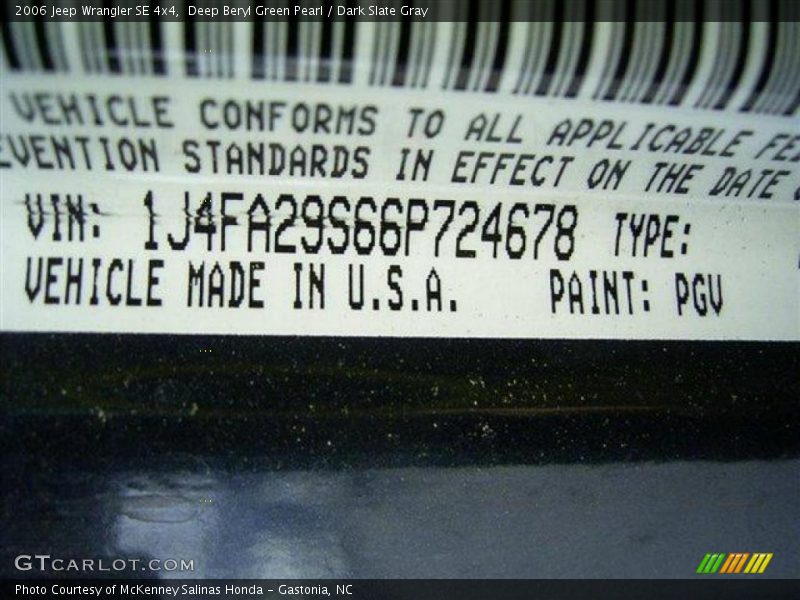 2006 Jeep Wrangler SE 4x4, Deep Beryl Green Pearl / Dark Slate Gray
VEHICLE CONFORMS TO ALL APPLICABLE
STANDARDS IN EFFECT ON THE DATE
VIN: 1J4FA29S66P724678 TYPE:
VEHICLE MADE IN U.S.A. PAINT: PGV
GTCARLOT.COM
Photo Courtesy of McKenney Salinas Honda - Gastonia, NC